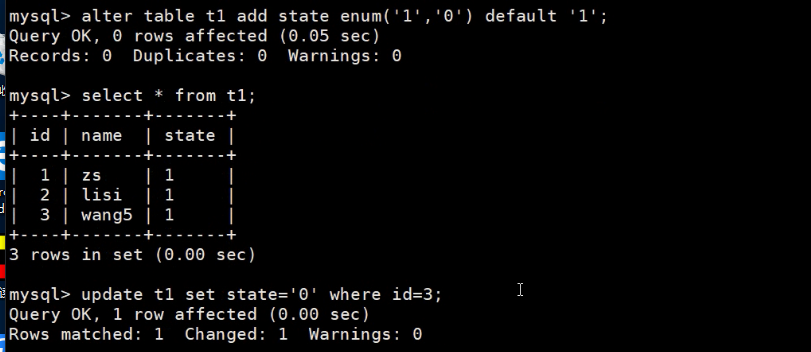 mysql> alter table t1 add state enum('1','0') default '1';
Query OK, 0 rows affected (0.05 sec)
Records: 0  Duplicates: 0  Warnings: 0
mysql> select * from t1;
+----+-------+-------+
| id | name  | state |
+----+-------+-------+
|  1 | zs    | 1     |
|  2 | lisi  | 1     |
|  3 | wang5 | 1     |
+----+-------+-------+
3 rows in set (0.00 sec)
mysql> update t1 set state='0' where id=3;
Query OK, 1 row affected (0.00 sec)
Rows matched: 1  Changed: 1  Warnings: 0